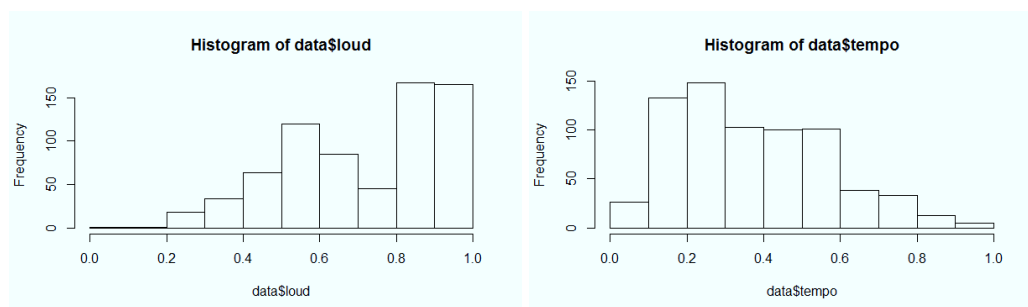 Histogram of data$loud
Frequency
150
100
50
0
0.0 0.2 0.4 0.6 0.8 1.0
data$loud
Histogram of data$tempo
Frequency
150
100
50
0
0.0 0.2 0.4 0.6 0.8 1.0
data$tempo